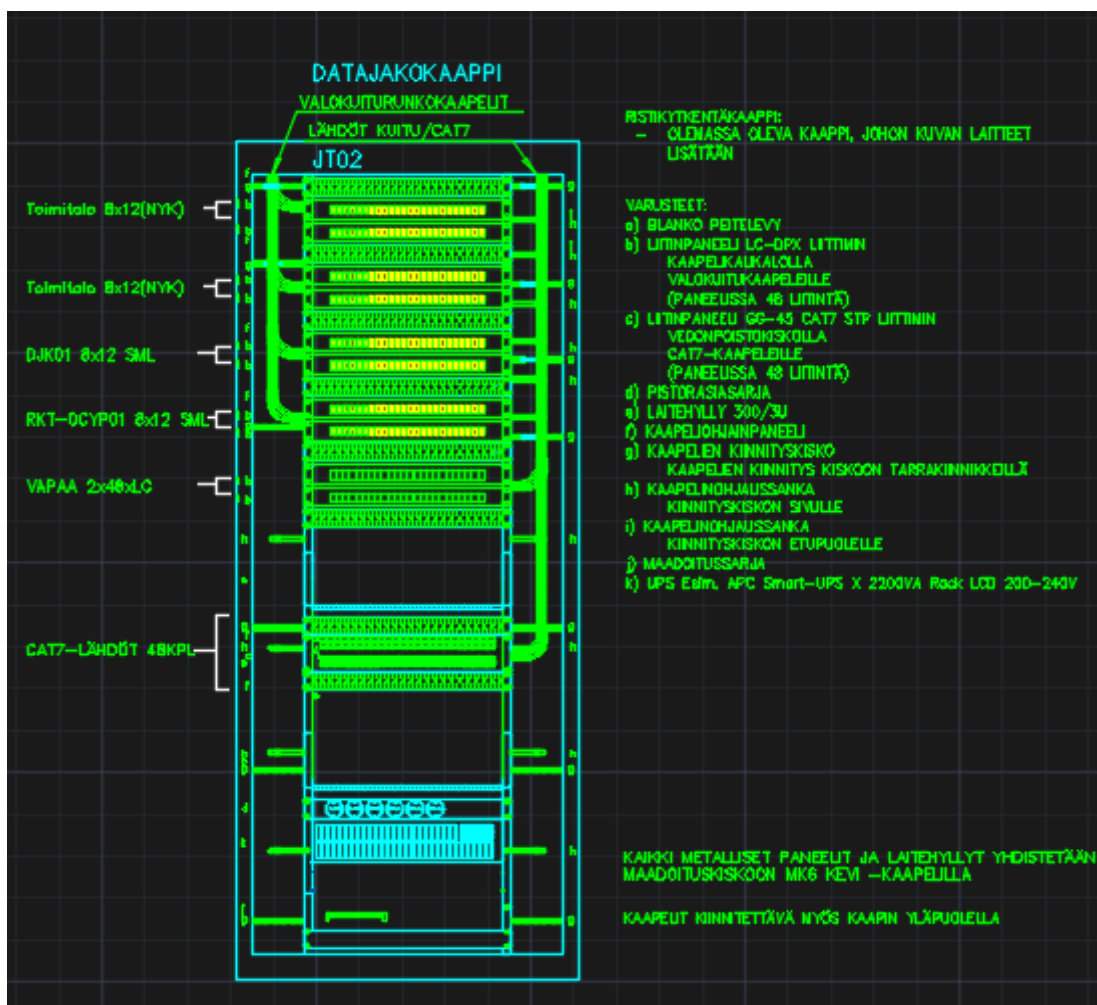 DATAJAKOKAAPPI
VALOKUITURUNKOKAAPELIT
LÄHDÖT KUITU/CAT7
JT02
Toimitalo 8x12(NYK)
Toimitalo 8x12(NYK)
DJK01 8x12 SML
RKT-DCYP01 8x12 SML
VAPAA 2x48xLC
CAT7-LÄHDÖT 48KPL
RISTIKYTKENTÄKAAPPI:
- OLEMASSA OLEVA KAAPPI, JOHON KUVAN LAITTEET
LISÄTÄÄN
VARUSTEET:
a) BLANKO PEITELEVY
b) LIITINPANEELI LC-DPX LIITTIMIN
KAAPELIKAUKALOLLA
VALOKUITUKAAPELEILLE
(PANEELISSA 48 LIITINTÄ)
c) LIITINPANEELI GG-45 CAT7 STP LIITTIMIN
VEDONPOISTOKISKOLLA
CAT7-KAAPELEILLE
(PANEELISSA 48 LIITINTÄ)
d) PISTORASIASARJA
e) LAITEHYLLY 300/3U
f) KAAPELIOHJAINPANEELI
g) KAAPELIEN KIINNITYSKISKO
KAAPELIEN KIINNITYS KISKOON TARRAKIINNIKKEILLÄ
h) KAAPELINOHJAUSSANKA
KIINNITYSKISKON SIVULLE
i) KAAPELINOHJAUSSANKA
KIINNITYSKISKON ETUPUOLELLE
j) MAADOITUSSARJA
k) UPS Esim. APC Smart-UPS X 2200VA Rack LCD 200-240V
KAIKKI METALLISET PANEELIT JA LAITEHYLLYT YHDISTETÄÄN
MAADOITUSKISKOON MK6 KEVI -KAAPELILLA
KAAPELIT KIINNITETTÄVÄ MYÖS KAAPIN YLÄPUOLELLA